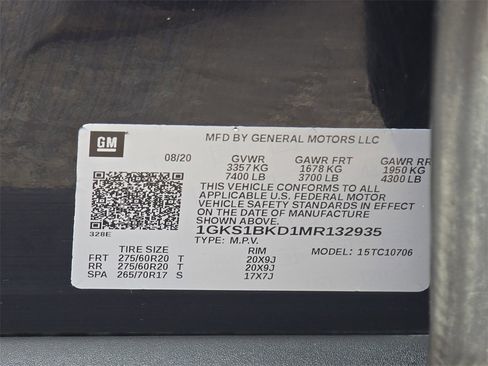 GM
MFD BY GENERAL MOTORS LLC
08/20 GVWR GAWR FRT GAWR RR
3357 KG 1678 KG 1950 KG
7400 LB 3700 LB 4300 LB
THIS VEHICLE CONFORMS TO ALL
APPLICABLE U.S. FEDERAL MOTOR
VEHICLE SAFETY STANDARDS IN EFFECT
ON THE DATE OF MANUFACTURE
SHOWN ABOVE.
1GKS1BKD1MR132935
328E
TYPE: M.P.V. MODEL: 15TC10706
TIRE SIZE RIM
FRT 275/60R20 T 20X9J
RR 275/60R20 T 20X9J
SPA 265/70R17 S 17X7J